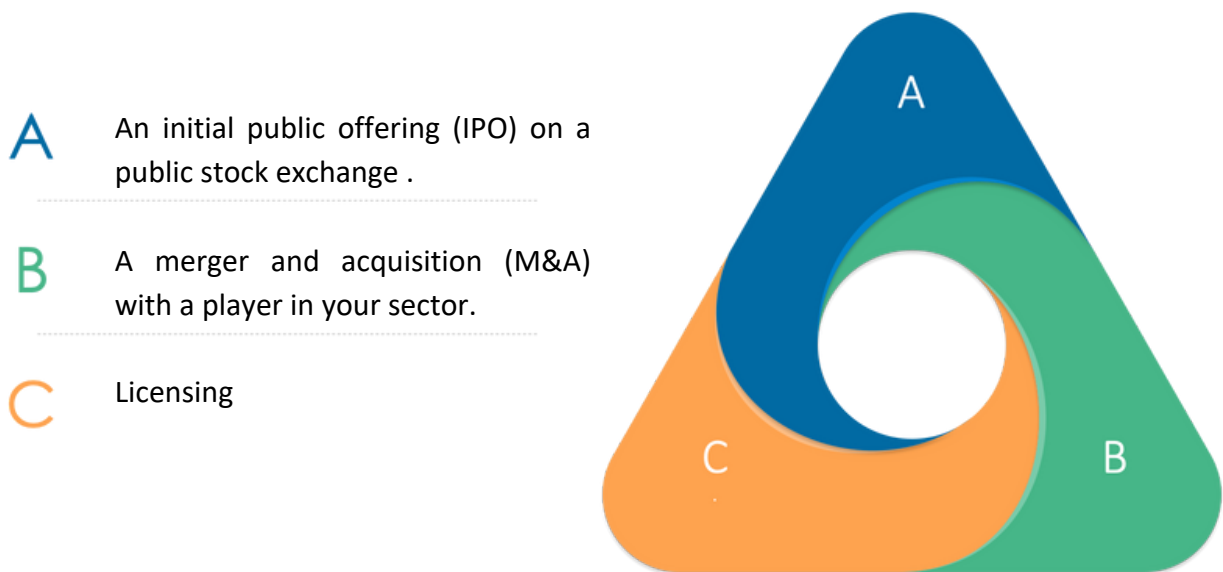 A
An initial public offering (IPO) on a
public stock exchange .
B
A merger and acquisition (M&A)
with a player in your sector.
C
Licensing
A
C
B